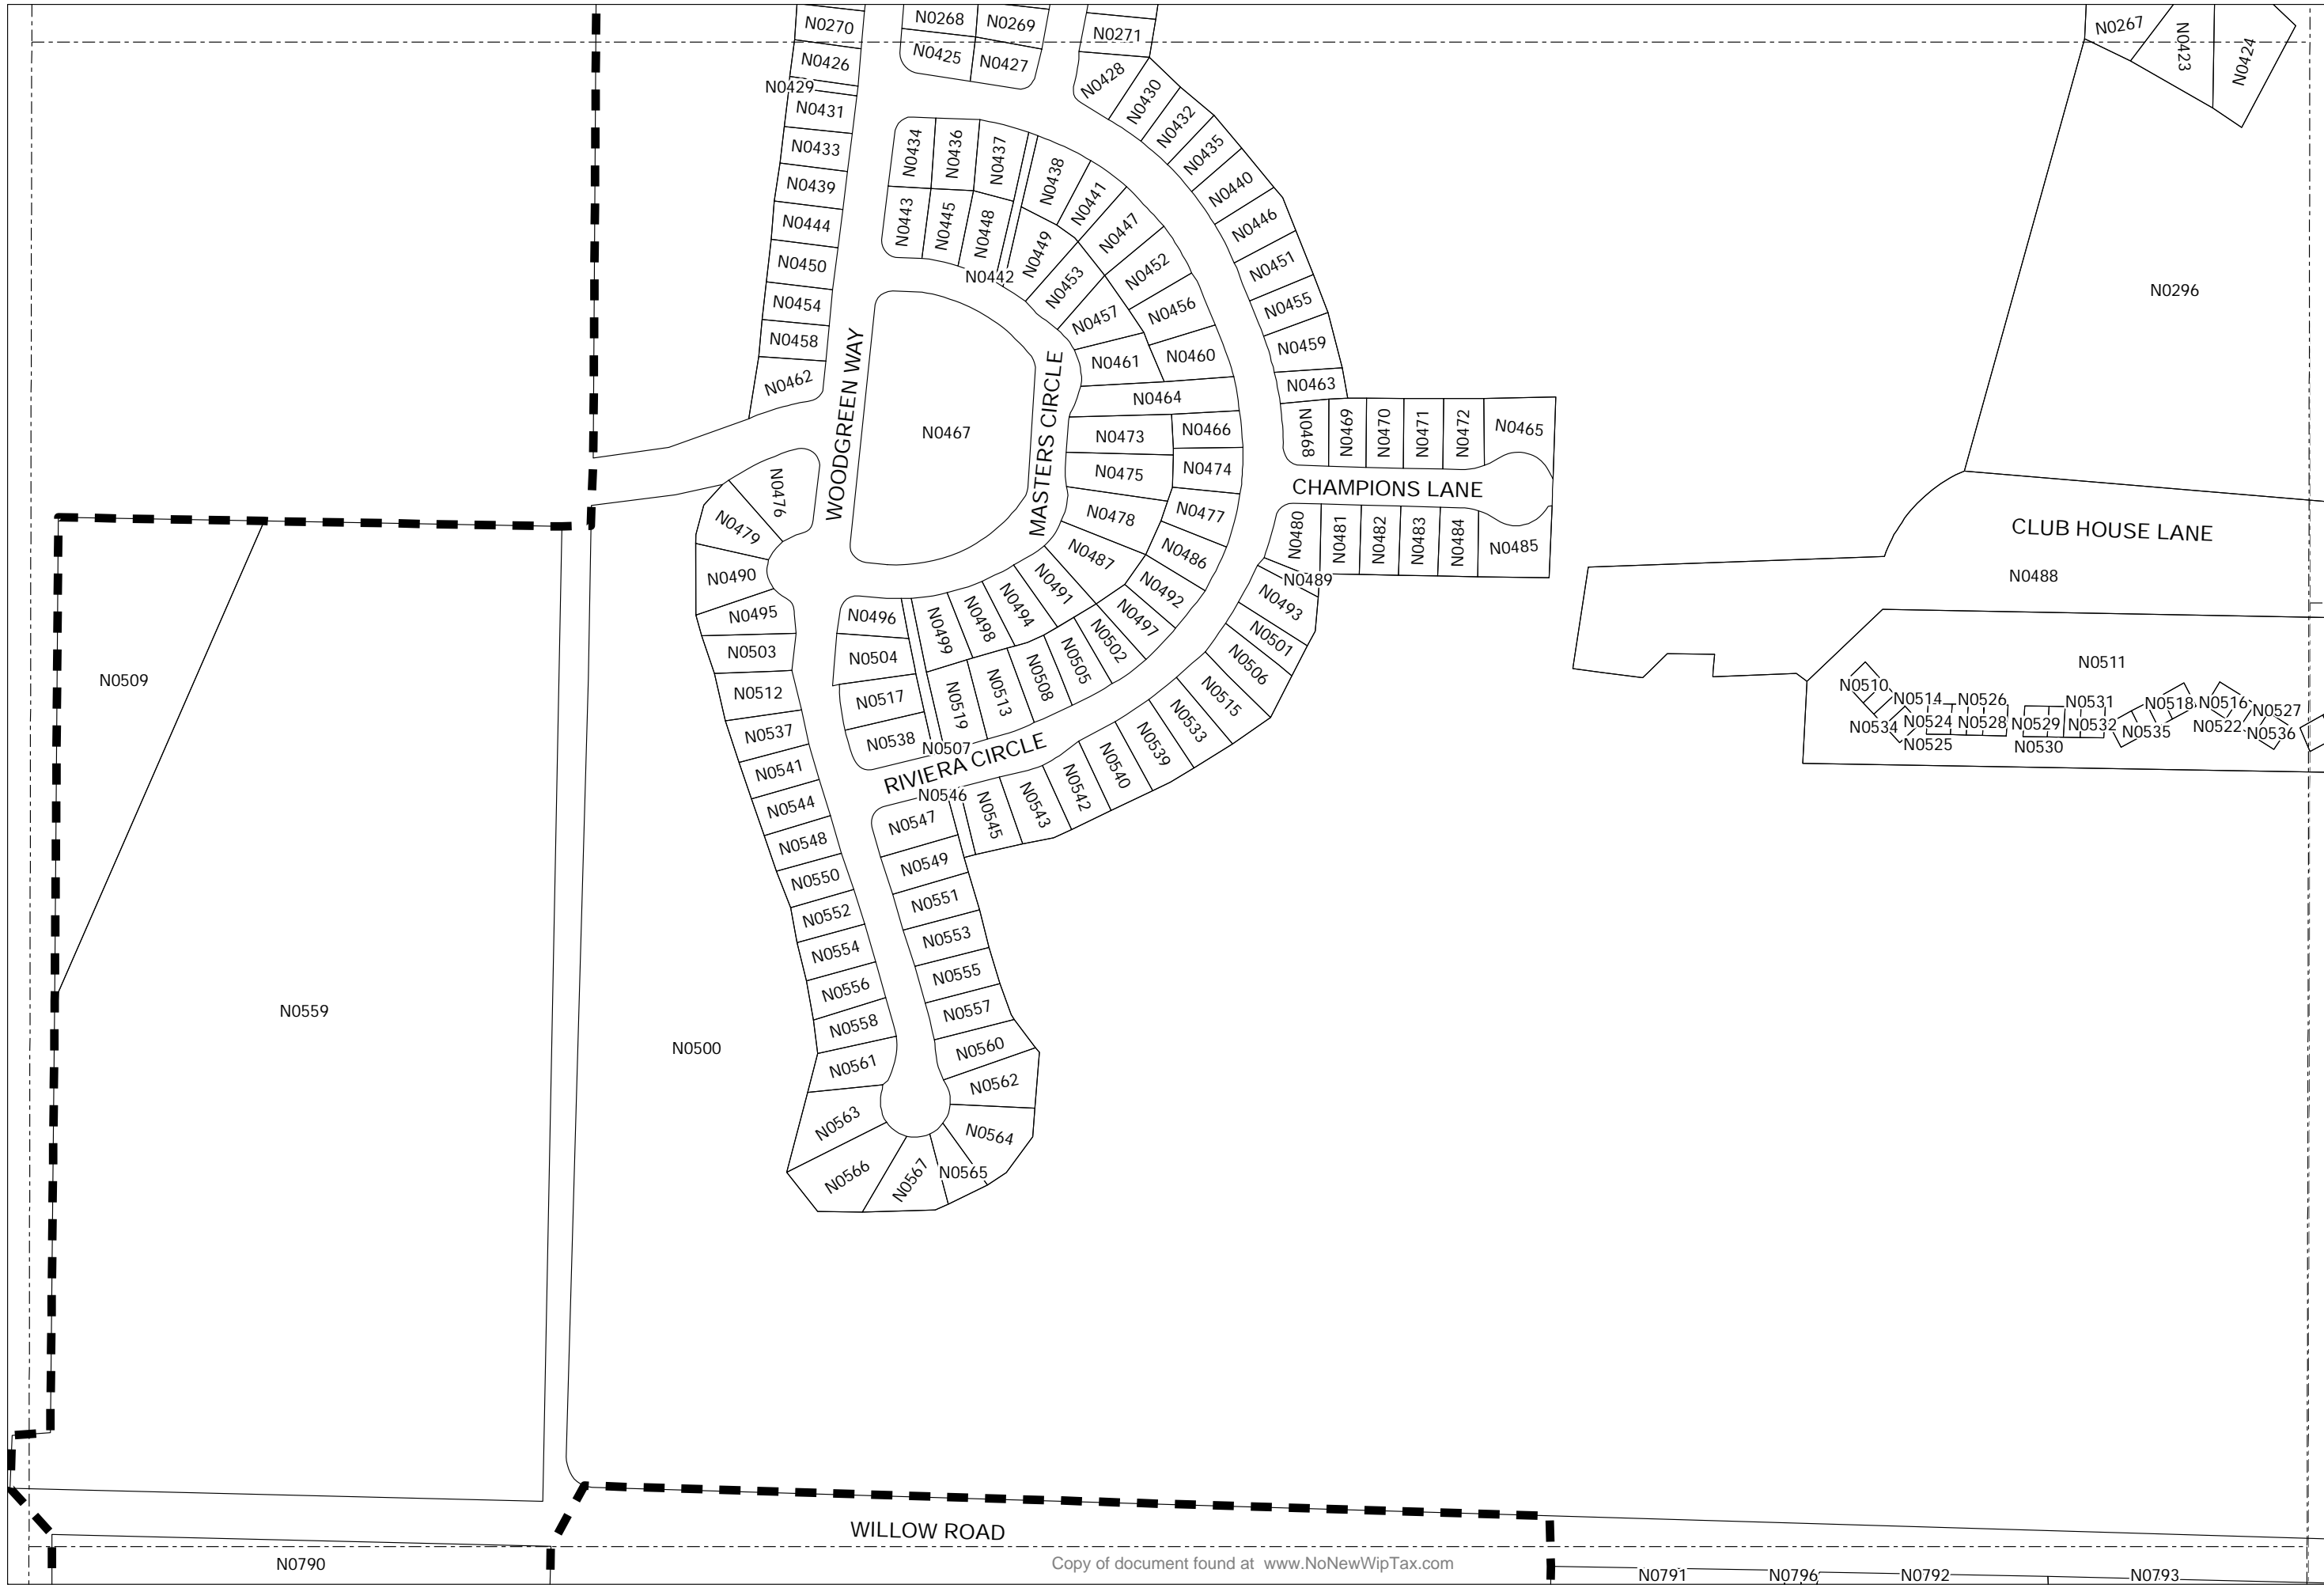 N0270
N0268
N0269
N0271
N0267
N0423
N0424
N0426
N0425
N0427
N0428
N0429
N0430
N0431
N0432
N0433
N0434
N0436
N0437
N0438
N0435
N0439
N0441
N0440
N0444
N0443
N0445
N0448
N0449
N0447
N0446
N0450
N0442
N0453
N0452
N0451
N0296
N0454
N0457
N0456
N0455
N0458
N0461
N0460
N0459
N0462
WOODGREEN WAY
N0467
MASTERS CIRCLE
N0464
N0463
N0473
N0466
N0468
N0469
N0470
N0471
N0472
N0465
N0475
N0474
CHAMPIONS LANE
N0476
N0478
N0477
N0479
N0487
N0486
N0480
N0481
N0482
N0483
N0484
N0485
CLUB HOUSE LANE
N0488
N0490
N0491
N0492
N0489
N0493
N0495
N0496
N0499
N0498
N0494
N0497
N0501
N0503
N0504
N0502
N0505
N0506
N0509
N0512
N0517
N0519
N0513
N0508
N0515
N0511
N0537
N0538
N0507
N0533
N0510
N0514
N0526
N0531
N0518
N0516
N0527
N0534
N0524
N0528
N0529
N0532
N0535
N0522
N0536
N0525
N0530
RIVIERA CIRCLE
N0541
N0546
N0545
N0543
N0542
N0540
N0539
N0544
N0547
N0548
N0549
N0550
N0551
N0552
N0553
N0554
N0555
N0556
N0557
N0559
N0558
N0560
N0500
N0561
N0562
N0563
N0564
N0566
N0567
N0565
WILLOW ROAD
N0790
Copy of document found at www.NoNewWipTax.com
N0791
N0796
N0792
N0793